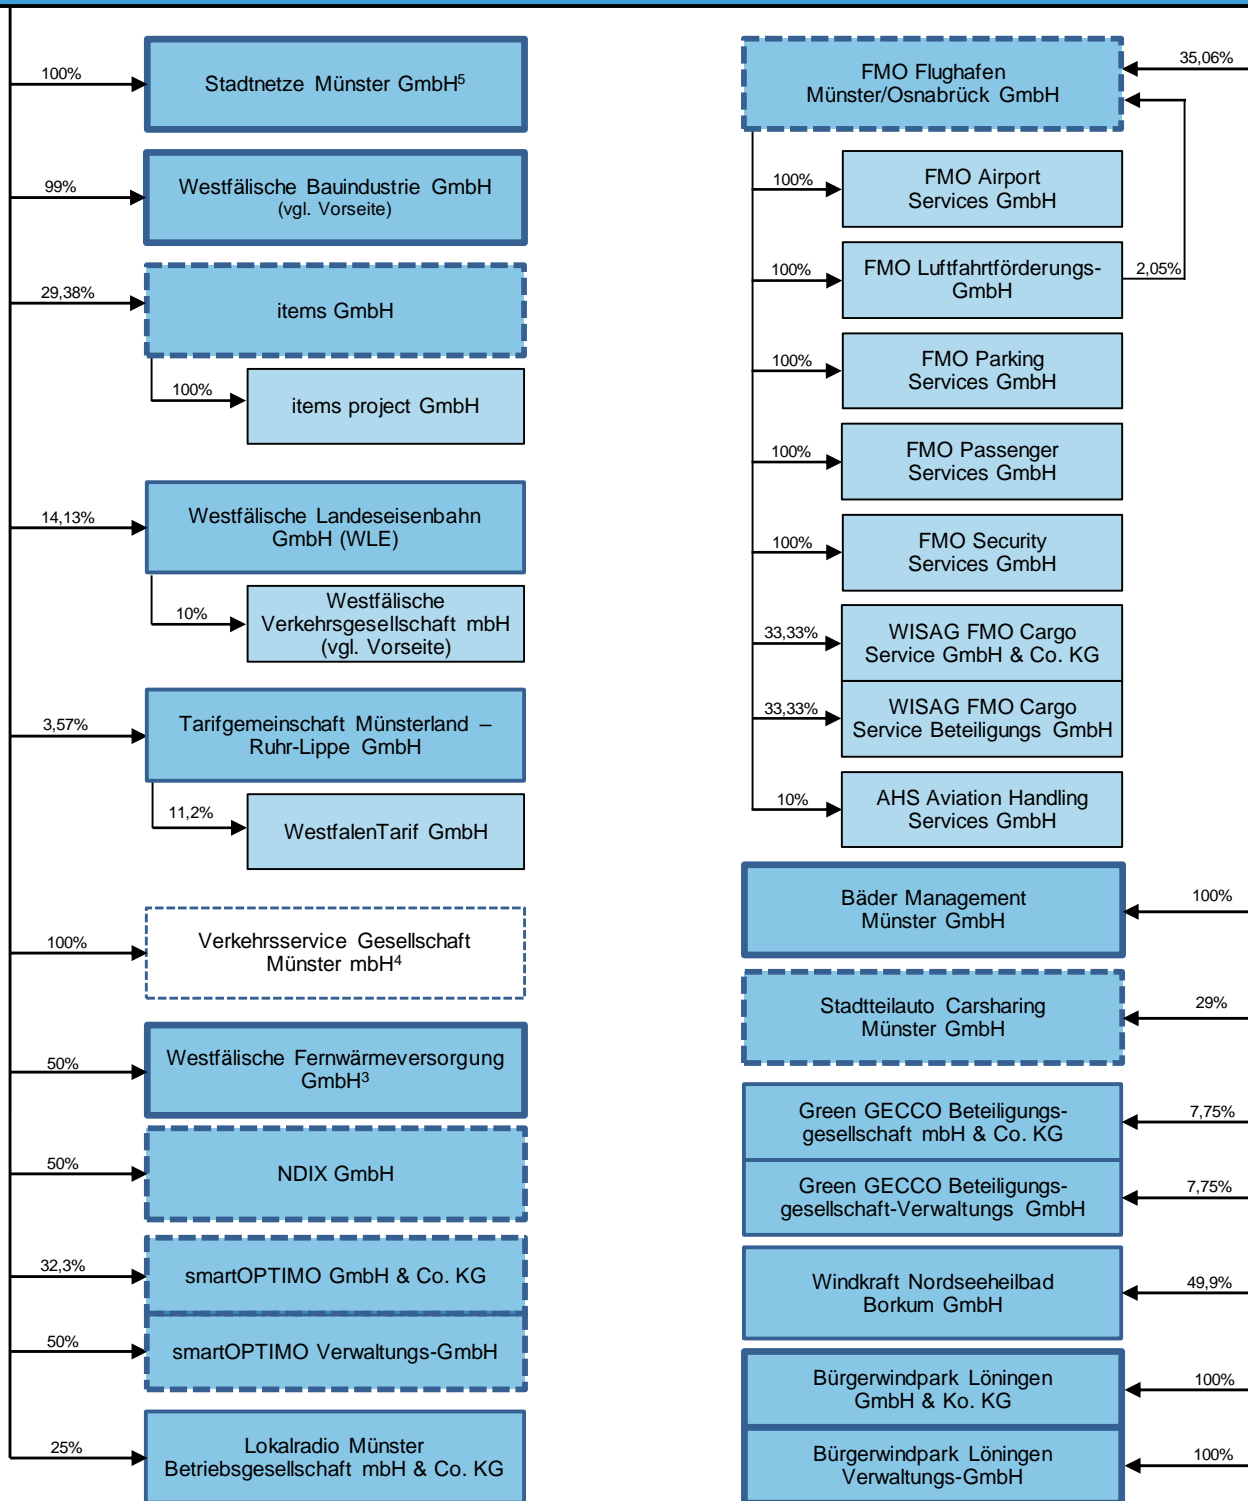 100%
Stadtnetze Münster GmbH⁵
99%
Westfälische Bauindustrie GmbH
(vgl. Vorseite)
29,38%
items GmbH
100%
items project GmbH
14,13%
Westfälische Landeseisenbahn
GmbH (WLE)
10%
Westfälische
Verkehrsgesellschaft mbH
(vgl. Vorseite)
3,57%
Tarifgemeinschaft Münsterland –
Ruhr-Lippe GmbH
11,2%
WestfalenTarif GmbH
100%
Verkehrsservice Gesellschaft
Münster mbH⁴
50%
Westfälische Fernwärmeversorgung
GmbH³
50%
NDIX GmbH
32,3%
smartOPTIMO GmbH & Co. KG
50%
smartOPTIMO Verwaltungs-GmbH
25%
Lokalradio Münster
Betriebsgesellschaft mbH & Co. KG
FMO Flughafen
Münster/Osnabrück GmbH
35,06%
100%
FMO Airport
Services GmbH
100%
FMO Luftfahrtförderungs-
GmbH
2,05%
100%
FMO Parking
Services GmbH
100%
FMO Passenger
Services GmbH
100%
FMO Security
Services GmbH
33,33%
WISAG FMO Cargo
Service GmbH & Co. KG
33,33%
WISAG FMO Cargo
Service Beteiligungs GmbH
10%
AHS Aviation Handling
Services GmbH
Bäder Management
Münster GmbH
100%
Stadtteilauto Carsharing
Münster GmbH
29%
Green GECCO Beteiligungs-
gesellschaft mbH & Co. KG
7,75%
Green GECCO Beteiligungs-
gesellschaft-Verwaltungs GmbH
7,75%
Windkraft Nordseeheilbad
Borkum GmbH
49,9%
Bürgerwindpark Löningen
GmbH & Ko. KG
100%
Bürgerwindpark Löningen
Verwaltungs-GmbH
100%